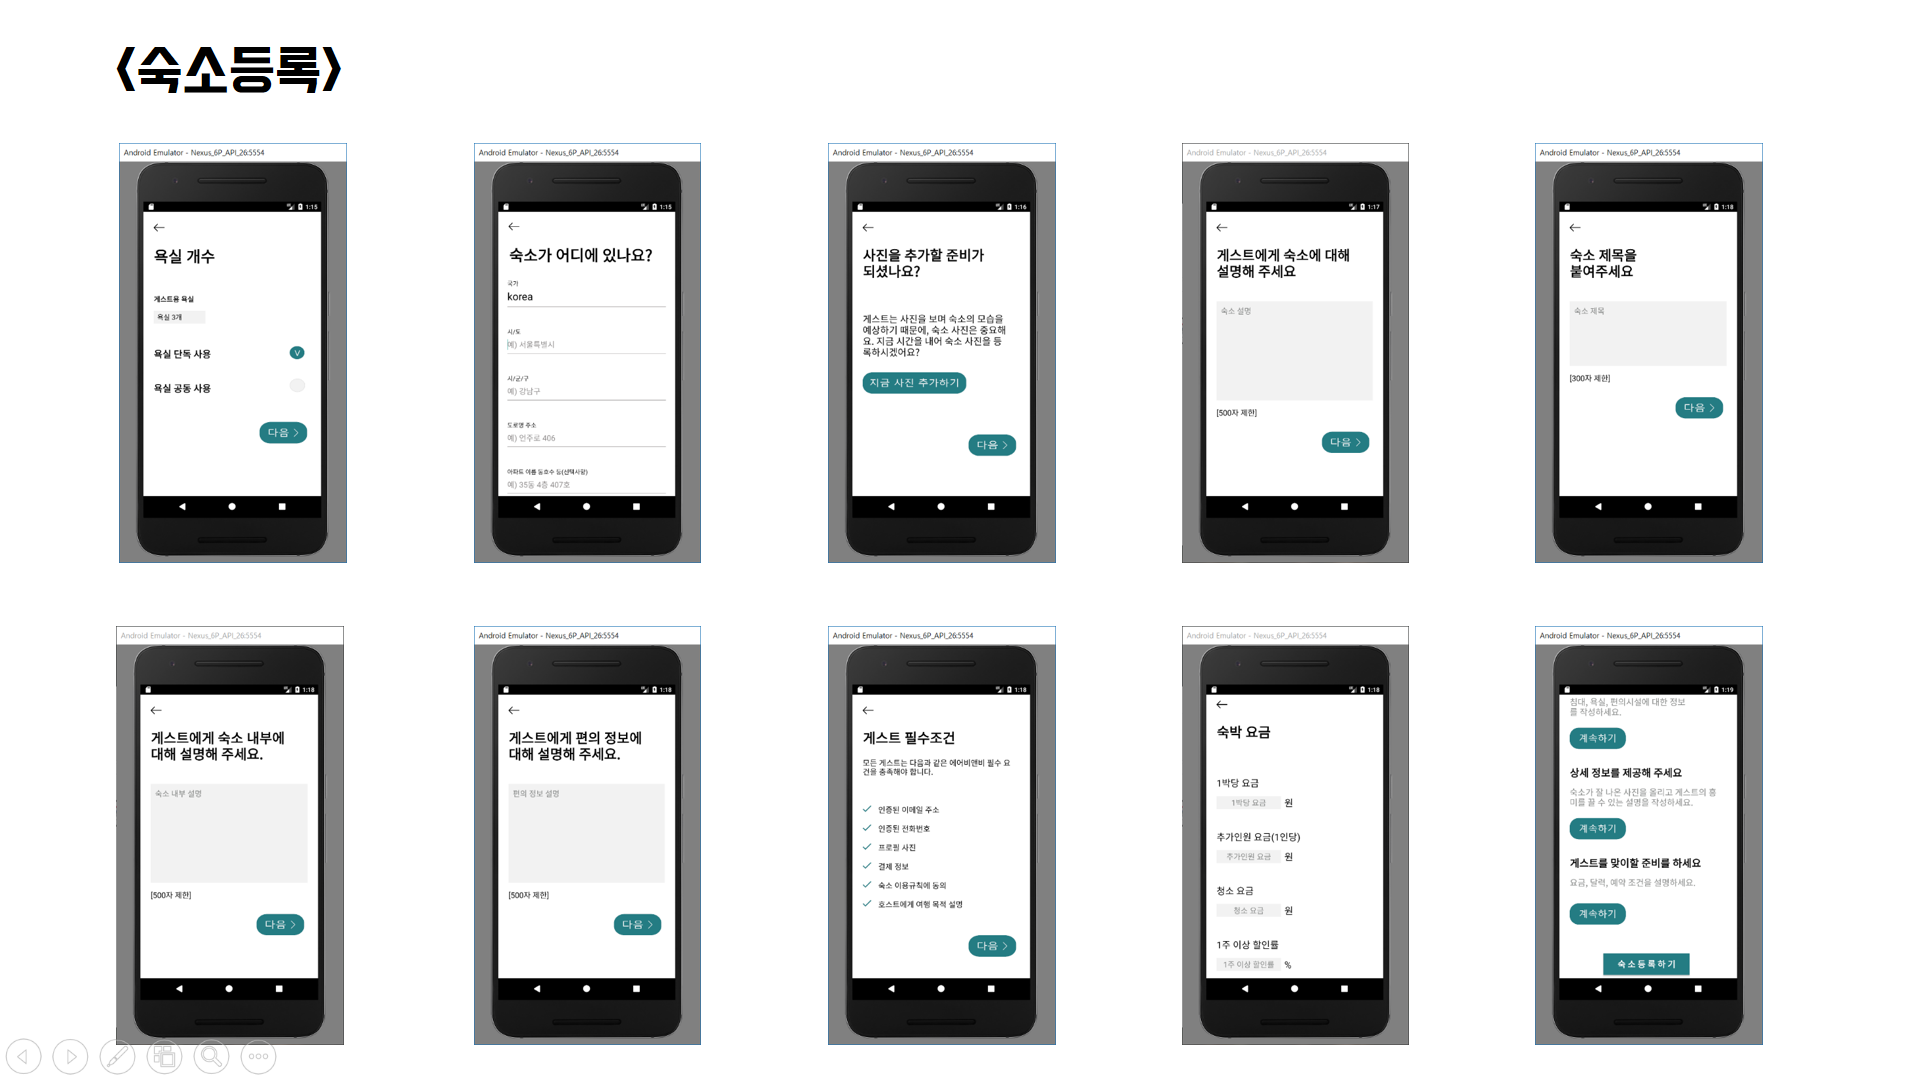 <숙소등록>
Android Emulator - Nexus_6P_API_26:5554
1:15
욕실 개수
게스트용 욕실
욕실 3개
욕실 단독 사용
V
욕실 공동 사용
다음 >
Android Emulator - Nexus_6P_API_26:5554
1:15
숙소가 어디에 있나요?
국가
korea
시/도
예) 서울특별시
시/군/구
예) 강남구
도로명 주소
예) 언주로 406
아파트 이름 동호수 등(선택사항)
예) 35동 4층 407호
Android Emulator - Nexus_6P_API_26:5554
1:16
사진을 추가할 준비가
되셨나요?
게스트는 사진을 보며 숙소의 모습을
예상하기 때문에, 숙소 사진은 중요해
요. 지금 시간을 내어 숙소 사진을 등
록하시겠어요?
지금 사진 추가하기
다음 >
Android Emulator - Nexus_6P_API_26:5554
1:17
게스트에게 숙소에 대해
설명해 주세요
숙소 설명
[500자 제한]
다음 >
Android Emulator - Nexus_6P_API_26:5554
1:18
숙소 제목을
붙여주세요
숙소 제목
[300자 제한]
다음 >
Android Emulator - Nexus_6P_API_26:5554
1:18
게스트에게 숙소 내부에
대해 설명해 주세요.
숙소 내부 설명
[500자 제한]
다음 >
Android Emulator - Nexus_6P_API_26:5554
1:18
게스트에게 편의 정보에
대해 설명해 주세요.
편의 정보 설명
[500자 제한]
다음 >
Android Emulator - Nexus_6P_API_26:5554
1:18
게스트 필수조건
모든 게스트는 다음과 같은 에어비앤비 필수 요
건을 충족해야 합니다.
인증된 이메일 주소
인증된 전화번호
프로필 사진
결제 정보
숙소 이용규칙에 동의
호스트에게 여행 목적 설명
다음 >
Android Emulator - Nexus_6P_API_26:5554
1:18
숙박 요금
1박당 요금
1박당 요금 원
추가인원 요금(1인당)
추가인원 요금 원
청소 요금
청소 요금 원
1주 이상 할인률
1주 이상 할인률 %
Android Emulator - Nexus_6P_API_26:5554
1:19
침대, 욕실, 편의시설에 대한 정보
를 작성하세요.
계속하기
상세 정보를 제공해 주세요
숙소가 잘 나온 사진을 올리고 게스트의 흥
미를 끌 수 있는 설명을 작성하세요.
계속하기
게스트를 맞이할 준비를 하세요
요금, 달력, 예약 조건을 설명하세요.
계속하기
숙소등록하기